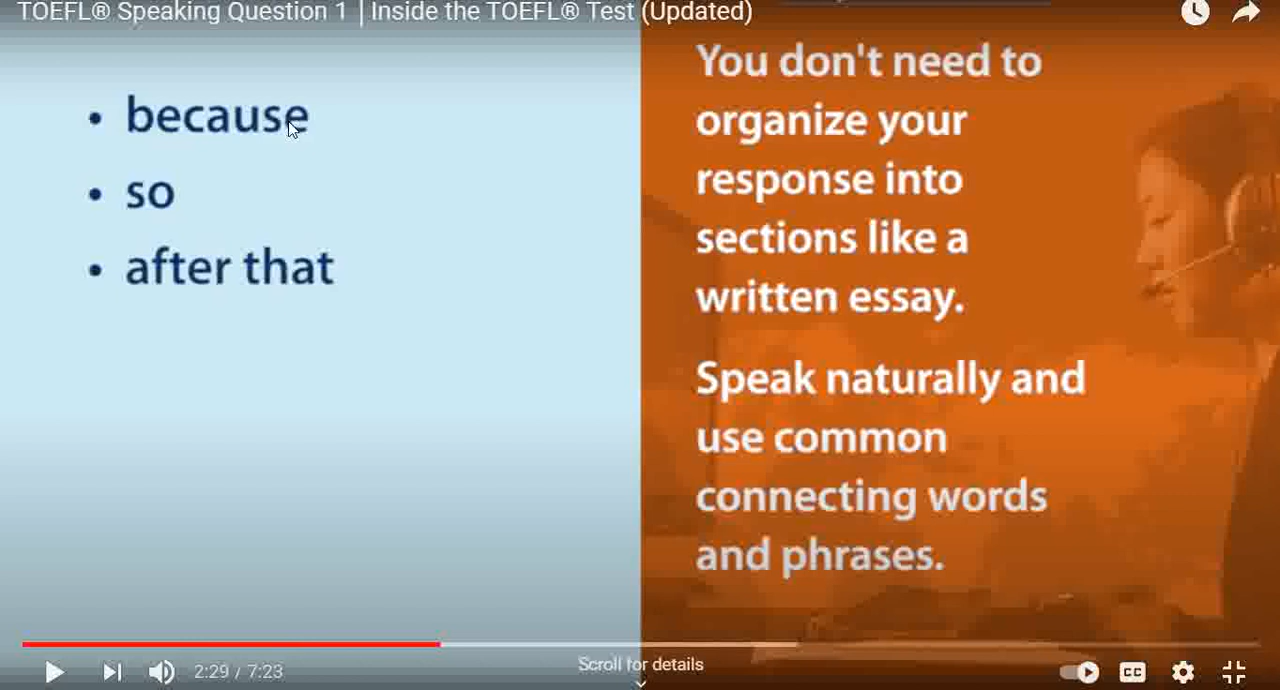 TOEFL® Speaking Question 1 | Inside the TOEFL® Test (Updated)
• because
• so
• after that
You don't need to
organize your
response into
sections like a
written essay.
Speak naturally and
use common
connecting words
and phrases.
2:29 / 7:23
Scroll for details
CC